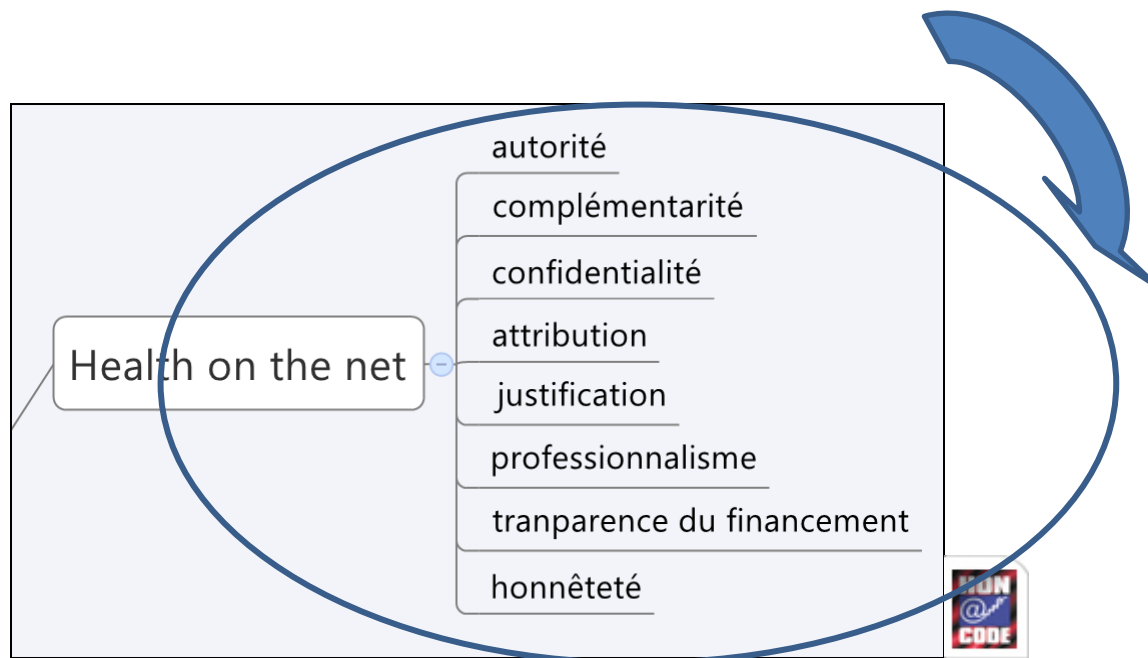 autorité
complémentarité
confidentialité
attribution
Health on the net
justification
professionnalisme
tranparence du financement
honnêteté
HON
@
CODE